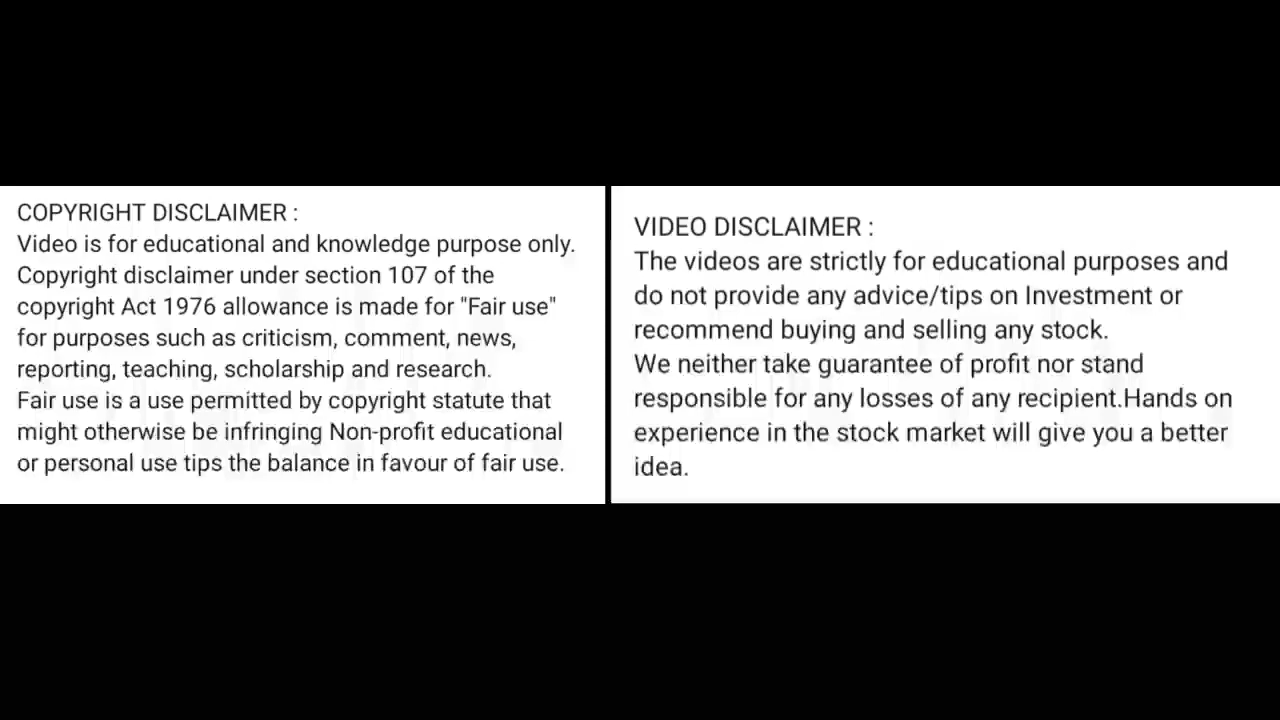 COPYRIGHT DISCLAIMER :
Video is for educational and knowledge purpose only.
Copyright disclaimer under section 107 of the
copyright Act 1976 allowance is made for "Fair use"
for purposes such as criticism, comment, news,
reporting, teaching, scholarship and research.
Fair use is a use permitted by copyright statute that
might otherwise be infringing Non-profit educational
or personal use tips the balance in favour of fair use.
VIDEO DISCLAIMER :
The videos are strictly for educational purposes and
do not provide any advice/tips on Investment or
recommend buying and selling any stock.
We neither take guarantee of profit nor stand
responsible for any losses of any recipient.Hands on
experience in the stock market will give you a better
idea.